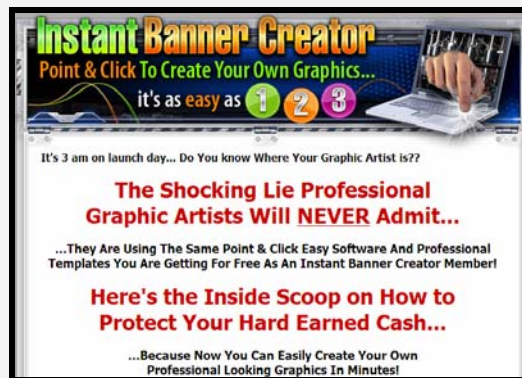 Instant Banner Creator
Point & Click To Create Your Own Graphics...
it's as easy as 1 2 3
It's 3 am on launch day... Do You know Where Your Graphic Artist is??
The Shocking Lie Professional
Graphic Artists Will NEVER Admit...
...They Are Using The Same Point & Click Easy Software And Professional
Templates You Are Getting For Free As An Instant Banner Creator Member!
Here's the Inside Scoop on How to
Protect Your Hard Earned Cash...
...Because Now You Can Easily Create Your Own
Professional Looking Graphics In Minutes!